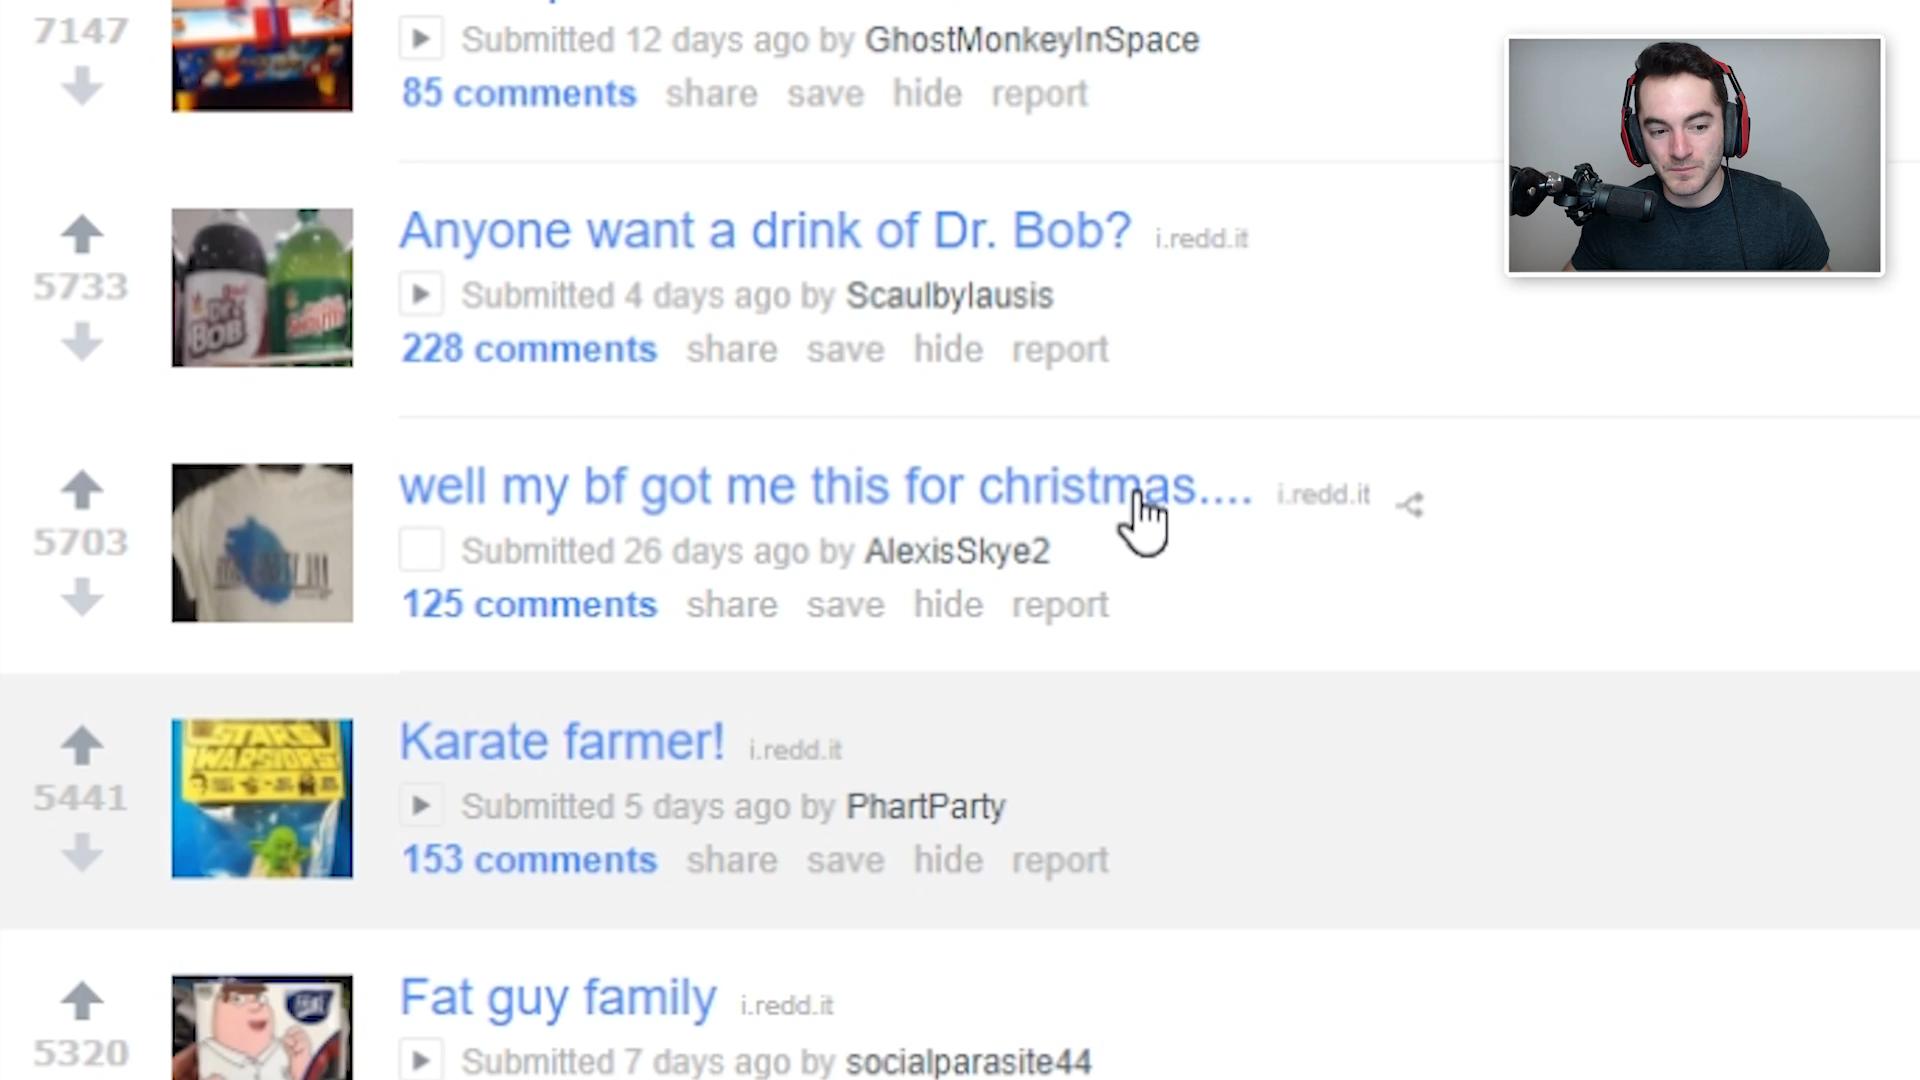 7147
Submitted 12 days ago by GhostMonkeyInSpace
85 comments share save hide report
Anyone want a drink of Dr. Bob? i.redd.it
5733
Dr.
BOB
Submitted 4 days ago by Scaulbylausis
228 comments share save hide report
well my bf got me this for christmas.... i.redd.it
5703
Submitted 26 days ago by AlexisSkye2
125 comments share save hide report
Karate farmer! i.redd.it
5441
STARS
WARSIORS
Submitted 5 days ago by PhartParty
153 comments share save hide report
Fat guy family i.redd.it
5320
Submitted 7 days ago by socialparasite44